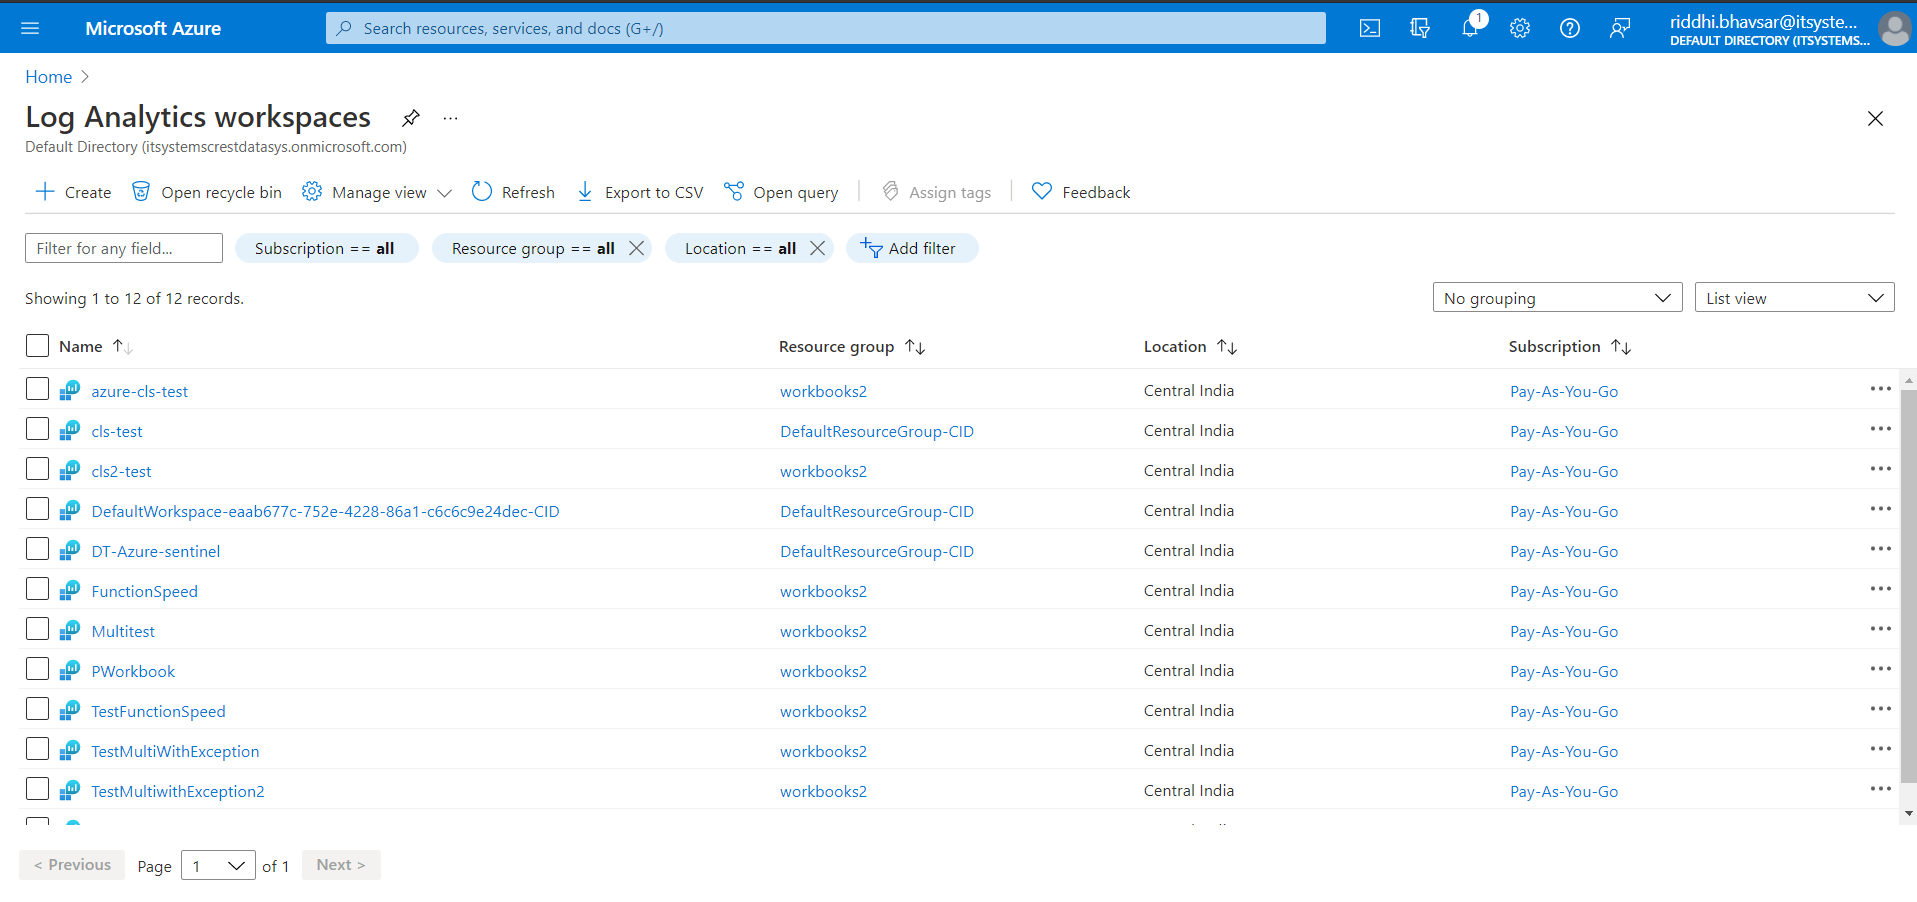 Microsoft Azure
Search resources, services, and docs (G+/)
1
riddhi.bhavsar@itsyste...
DEFAULT DIRECTORY (ITSYSTEMS...
Home
Log Analytics workspaces
Default Directory (itsystemscrestdatasys.onmicrosoft.com)
Create Open recycle bin Manage view Refresh Export to CSV Open query Assign tags Feedback
Filter for any field... Subscription == all Resource group == all Location == all Add filter
Showing 1 to 12 of 12 records. No grouping List view
Name Resource group Location Subscription
azure-cls-test workbooks2 Central India Pay-As-You-Go
cls-test DefaultResourceGroup-CID Central India Pay-As-You-Go
cls2-test workbooks2 Central India Pay-As-You-Go
DefaultWorkspace-eaab677c-752e-4228-86a1-c6c6c9e24dec-CID DefaultResourceGroup-CID Central India Pay-As-You-Go
DT-Azure-sentinel DefaultResourceGroup-CID Central India Pay-As-You-Go
FunctionSpeed workbooks2 Central India Pay-As-You-Go
Multitest workbooks2 Central India Pay-As-You-Go
PWorkbook workbooks2 Central India Pay-As-You-Go
TestFunctionSpeed workbooks2 Central India Pay-As-You-Go
TestMultiWithException workbooks2 Central India Pay-As-You-Go
TestMultiwithException2 workbooks2 Central India Pay-As-You-Go
< Previous Page 1 of 1 Next >